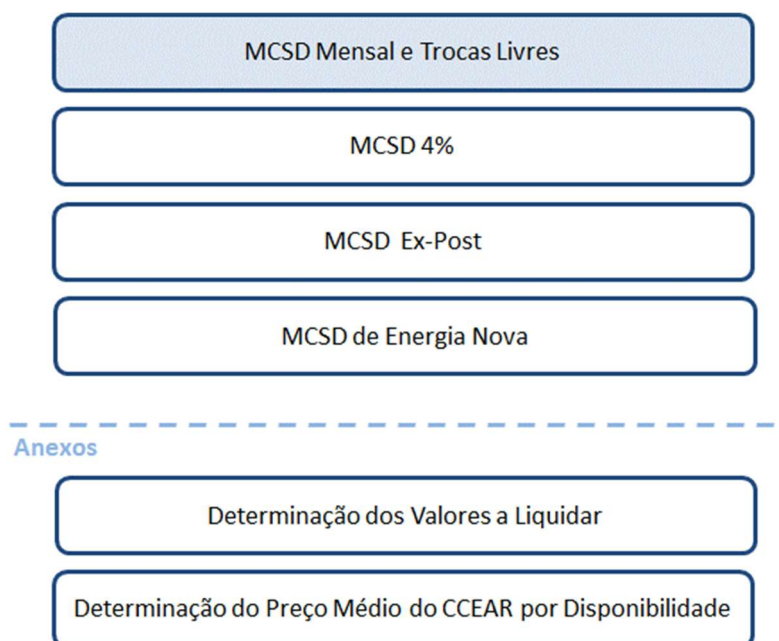 MCSD Mensal e Trocas Livres
MCSD 4%
MCSD Ex-Post
MCSD de Energia Nova
Anexos
Determinação dos Valores a Liquidar
Determinação do Preço Médio do CCEAR por Disponibilidade